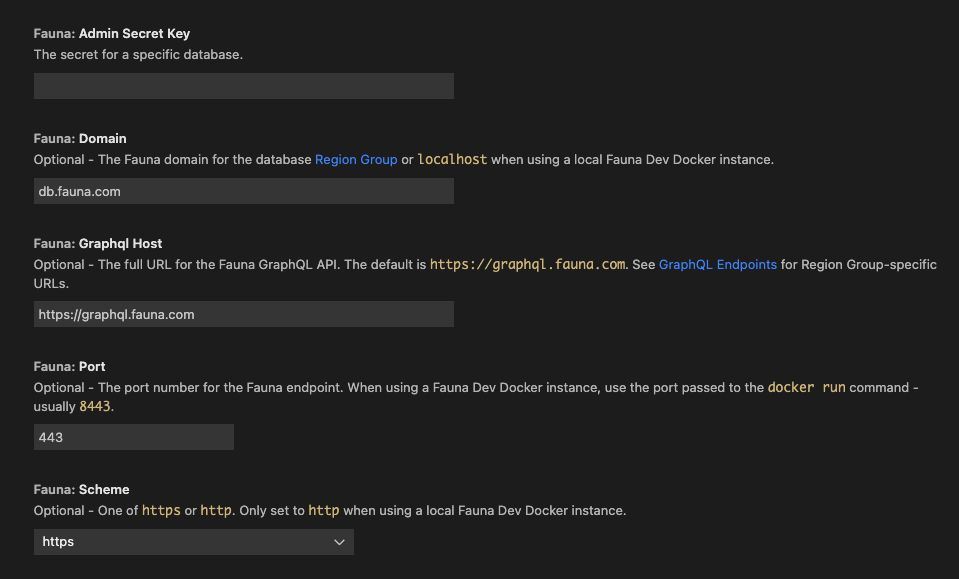 Fauna: Admin Secret Key
The secret for a specific database.
Fauna: Domain
Optional - The Fauna domain for the database Region Group or localhost when using a local Fauna Dev Docker instance.
db.fauna.com
Fauna: Graphql Host
Optional - The full URL for the Fauna GraphQL API. The default is https://graphql.fauna.com. See GraphQL Endpoints for Region Group-specific
URLs.
https://graphql.fauna.com
Fauna: Port
Optional - The port number for the Fauna endpoint. When using a Fauna Dev Docker instance, use the port passed to the docker run command -
usually 8443.
443
Fauna: Scheme
Optional - One of https or http. Only set to http when using a local Fauna Dev Docker instance.
https